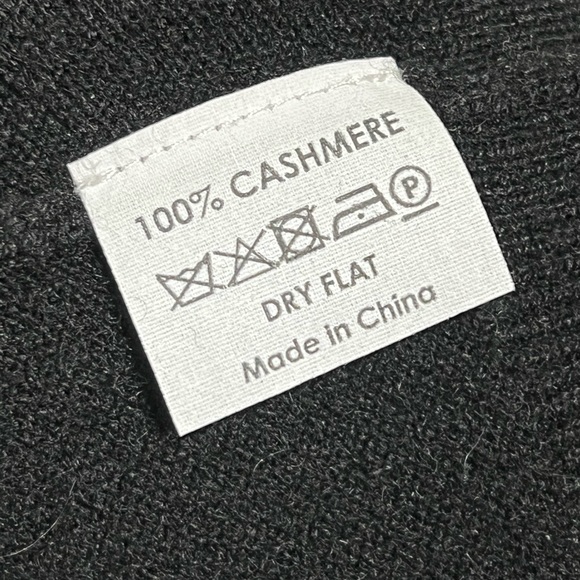 100% CASHMERE
P
DRY FLAT
Made in China